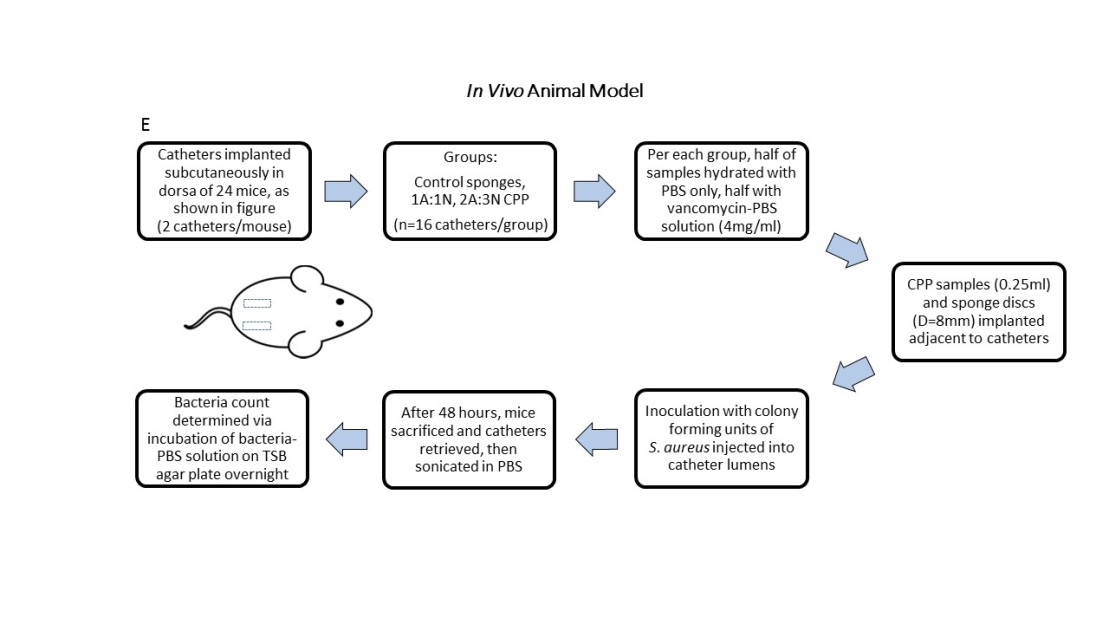 In Vivo Animal Model
E
Catheters implanted
subcutaneously in
dorsa of 24 mice, as
shown in figure
(2 catheters/mouse)
Groups:
Control sponges,
1A:1N, 2A:3N CPP
(n=16 catheters/group)
Per each group, half of
samples hydrated with
PBS only, half with
vancomycin-PBS
solution (4mg/ml)
CPP samples (0.25ml)
and sponge discs
(D=8mm) implanted
adjacent to catheters
Inoculation with colony
forming units of
S. aureus injected into
catheter lumens
After 48 hours, mice
sacrificed and catheters
retrieved, then
sonicated in PBS
Bacteria count
determined via
incubation of bacteria-
PBS solution on TSB
agar plate overnight